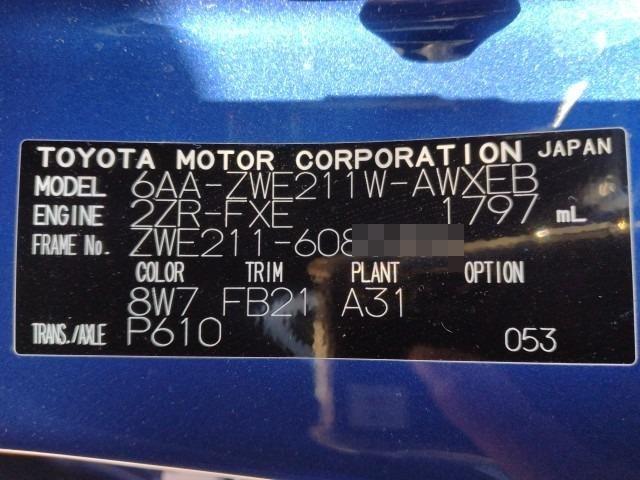 TOYOTA MOTOR CORPORATION JAPAN
MODEL 6AA-ZWE211W-AWXEB
ENGINE 2ZR-FXE 1797 mL
FRAME No. ZWE211-608
COLOR TRIM PLANT OPTION
8W7 FB21 A31
TRANS./AXLE P610 053